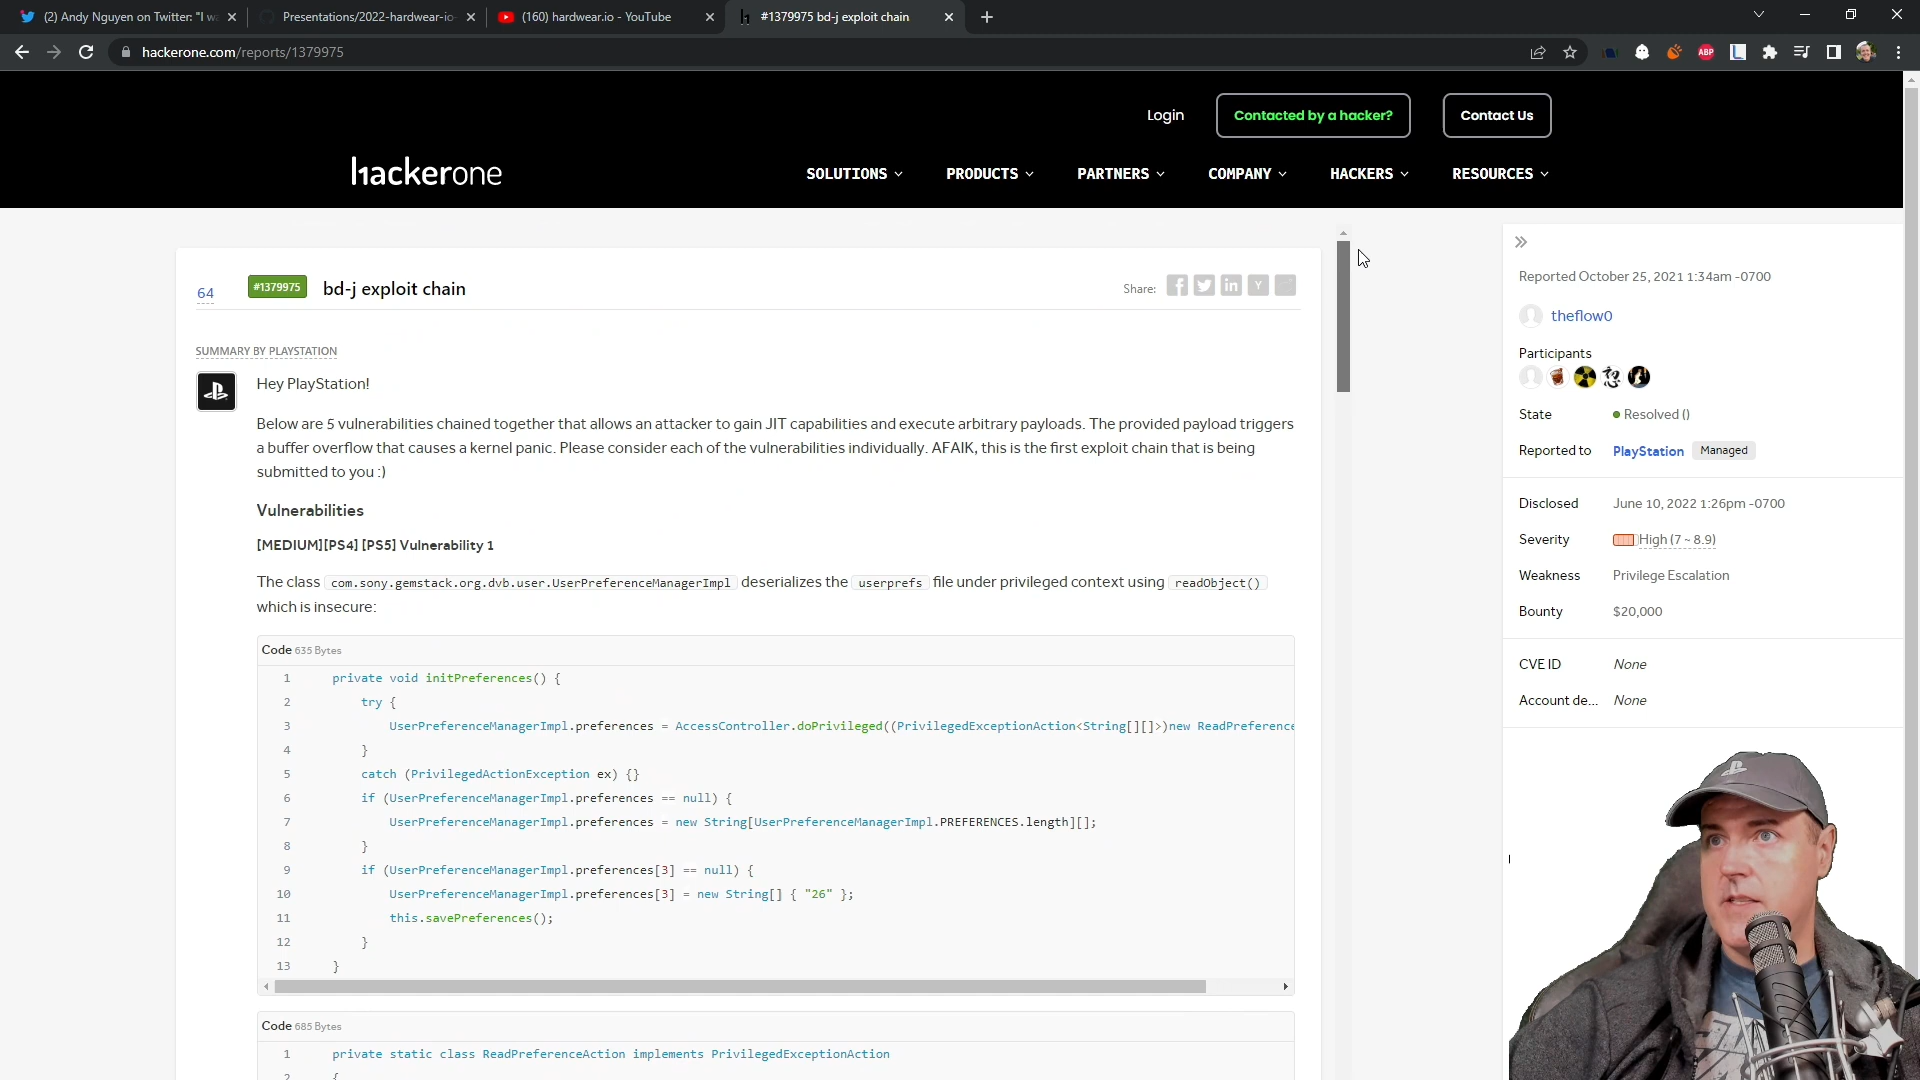 (2) Andy Nguyen on Twitter: "I wa
Presentations/2022-hardwear-io-
(160) hardwear.io - YouTube
#1379975 bd-j exploit chain
hackerone.com/reports/1379975
ABP
Login
Contacted by a hacker?
Contact Us
hackerone
SOLUTIONS
PRODUCTS
PARTNERS
COMPANY
HACKERS
RESOURCES
64
#1379975
bd-j exploit chain
Share:
SUMMARY BY PLAYSTATION
Hey PlayStation!
Below are 5 vulnerabilities chained together that allows an attacker to gain JIT capabilities and execute arbitrary payloads. The provided payload triggers
a buffer overflow that causes a kernel panic. Please consider each of the vulnerabilities individually. AFAIK, this is the first exploit chain that is being
submitted to you :)
Vulnerabilities
[MEDIUM][PS4] [PS5] Vulnerability 1
The class com.sony.gemstack.org.dvb.user.UserPreferenceManagerImpl deserializes the userprefs file under privileged context using readObject()
which is insecure:
Code 635 Bytes
1 private void initPreferences() {
2 try {
3 UserPreferenceManagerImpl.preferences = AccessController.doPrivileged((PrivilegedExceptionAction<String[][]>)new ReadPreference
4 }
5 catch (PrivilegedActionException ex) {}
6 if (UserPreferenceManagerImpl.preferences == null) {
7 UserPreferenceManagerImpl.preferences = new String[UserPreferenceManagerImpl.PREFERENCES.length][];
8 }
9 if (UserPreferenceManagerImpl.preferences[3] == null) {
10 UserPreferenceManagerImpl.preferences[3] = new String[] { "26" };
11 this.savePreferences();
12 }
13 }
Code 685 Bytes
1 private static class ReadPreferenceAction implements PrivilegedExceptionAction
2 {
Reported October 25, 2021 1:34am -0700
theflow0
Participants
State Resolved ()
Reported to PlayStation Managed
Disclosed June 10, 2022 1:26pm -0700
Severity High (7 ~ 8.9)
Weakness Privilege Escalation
Bounty $20,000
CVE ID None
Account de... None